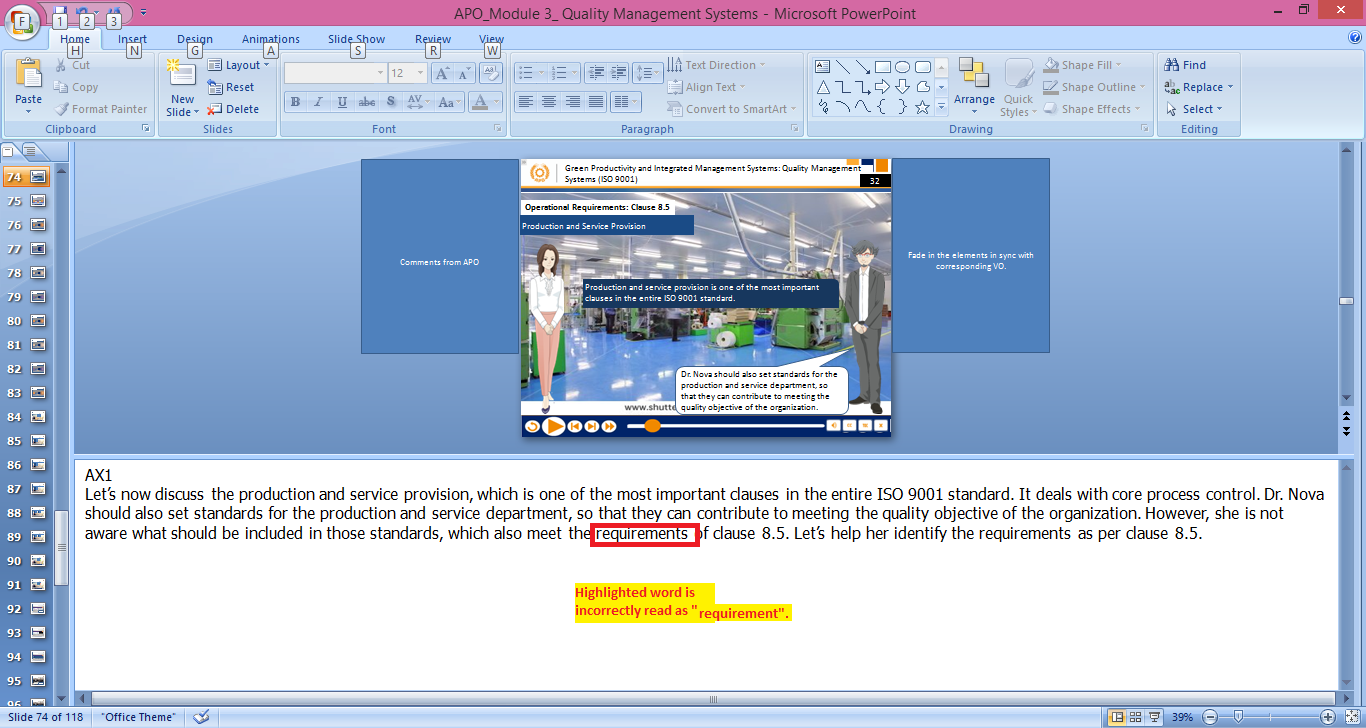 APO_Module 3_ Quality Management Systems - Microsoft PowerPoint
F
1 2 3
Home Insert Design Animations Slide Show Review View
H N G A S R W
Paste
Cut
Copy
Format Painter
Clipboard
New
Slide
Layout
Reset
Delete
Slides
12
B I U abc S AV Aa A
Font
Text Direction
Align Text
Convert to SmartArt
Paragraph
Arrange
Quick
Styles
Shape Fill
Shape Outline
Shape Effects
Drawing
Find
Replace
Select
Editing
74
75
76
77
78
79
80
81
82
83
84
85
86
87
88
89
90
91
92
93
94
95
96
Comments from APO
Green Productivity and Integrated Management Systems: Quality Management
Systems (ISO 9001)
32
Operational Requirements: Clause 8.5
Production and Service Provision
Production and service provision is one of the most important
clauses in the entire ISO 9001 standard.
Dr. Nova should also set standards for the
production and service department, so
that they can contribute to meeting the
quality objective of the organization.
www.shutte
Fade in the elements in sync with
corresponding VO.
AX1
Let's now discuss the production and service provision, which is one of the most important clauses in the entire ISO 9001 standard. It deals with core process control. Dr. Nova
should also set standards for the production and service department, so that they can contribute to meeting the quality objective of the organization. However, she is not
aware what should be included in those standards, which also meet the requirements of clause 8.5. Let's help her identify the requirements as per clause 8.5.
Highlighted word is
incorrectly read as "requirement".
Slide 74 of 118 "Office Theme" 39%